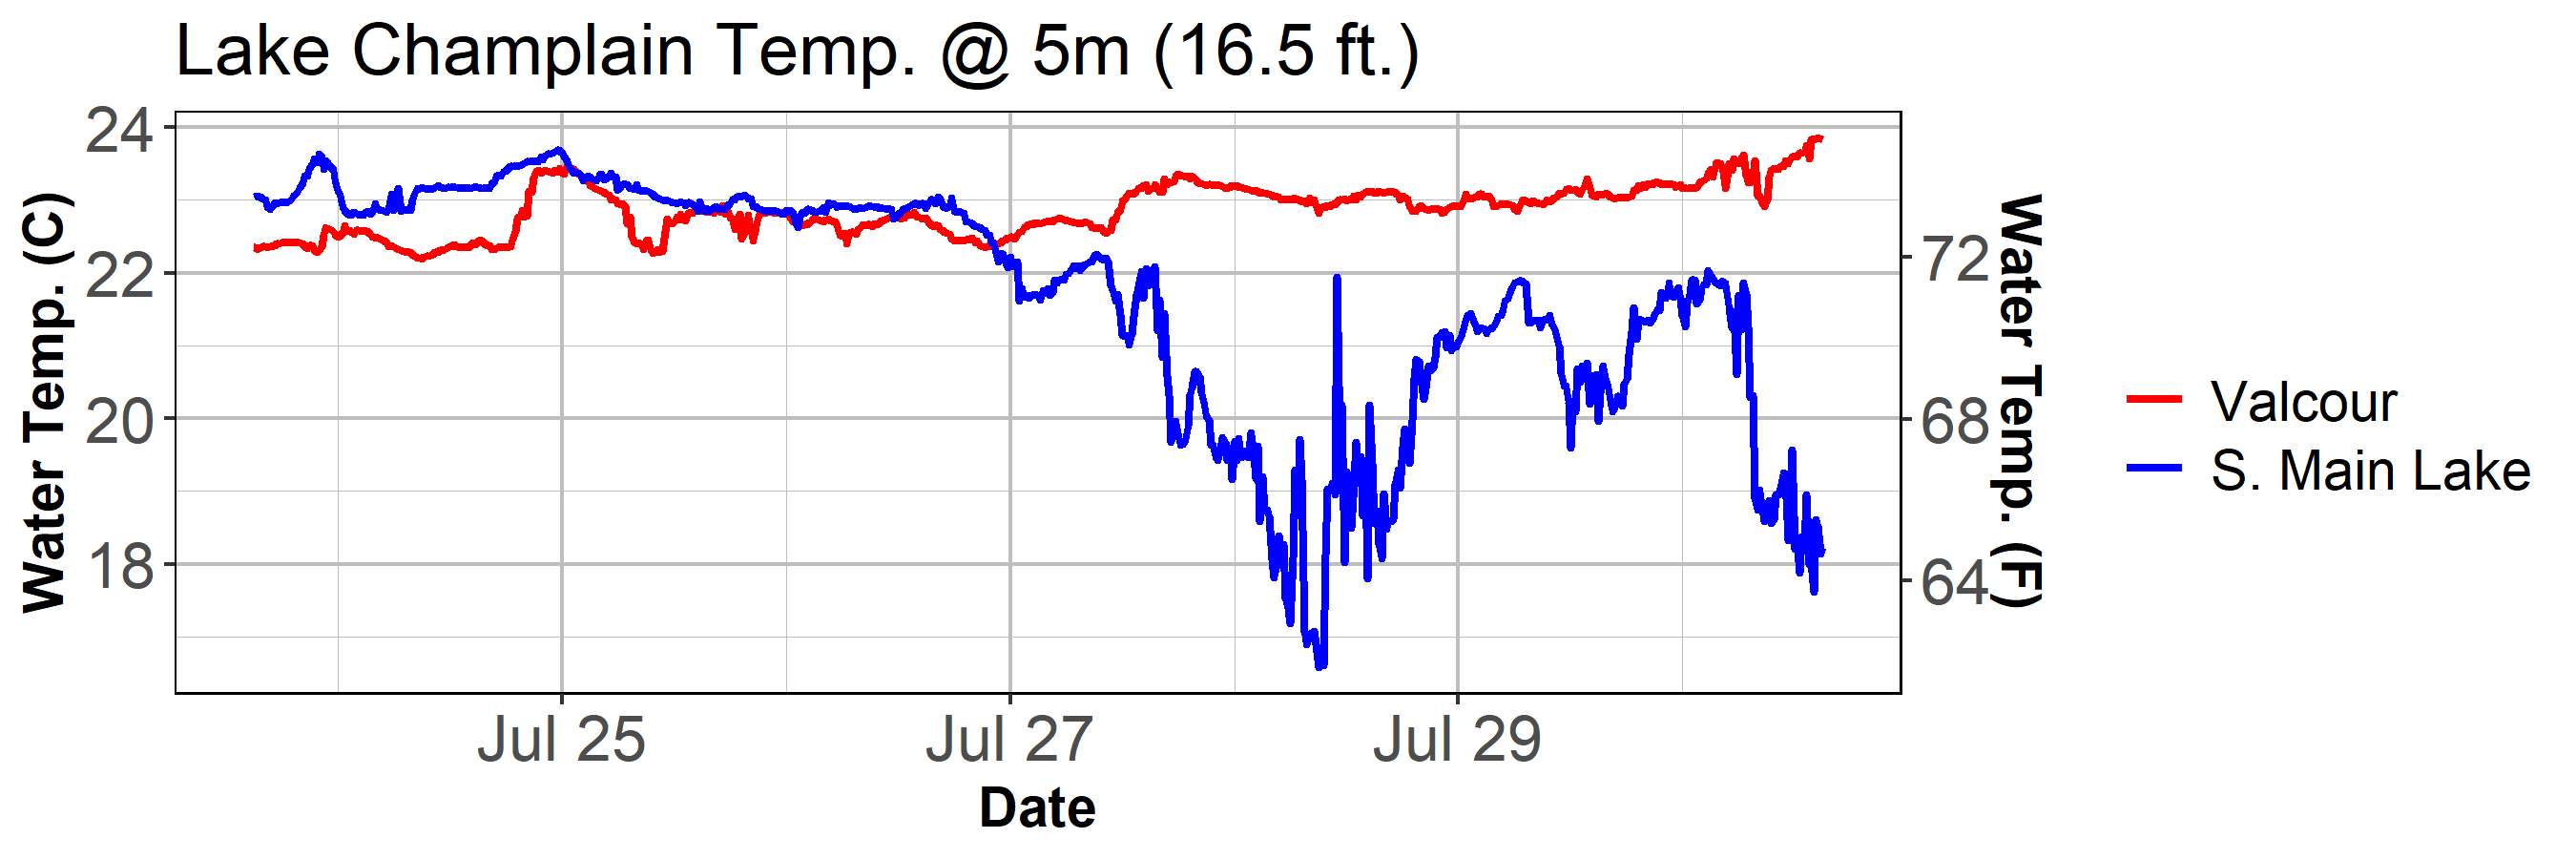 Lake Champlain Temp. @ 5m (16.5 ft.)
Water Temp. (C)
24
22
20
18
72
68
64
Water Temp. (F)
Jul 25
Jul 27
Jul 29
Date
Valcour
S. Main Lake